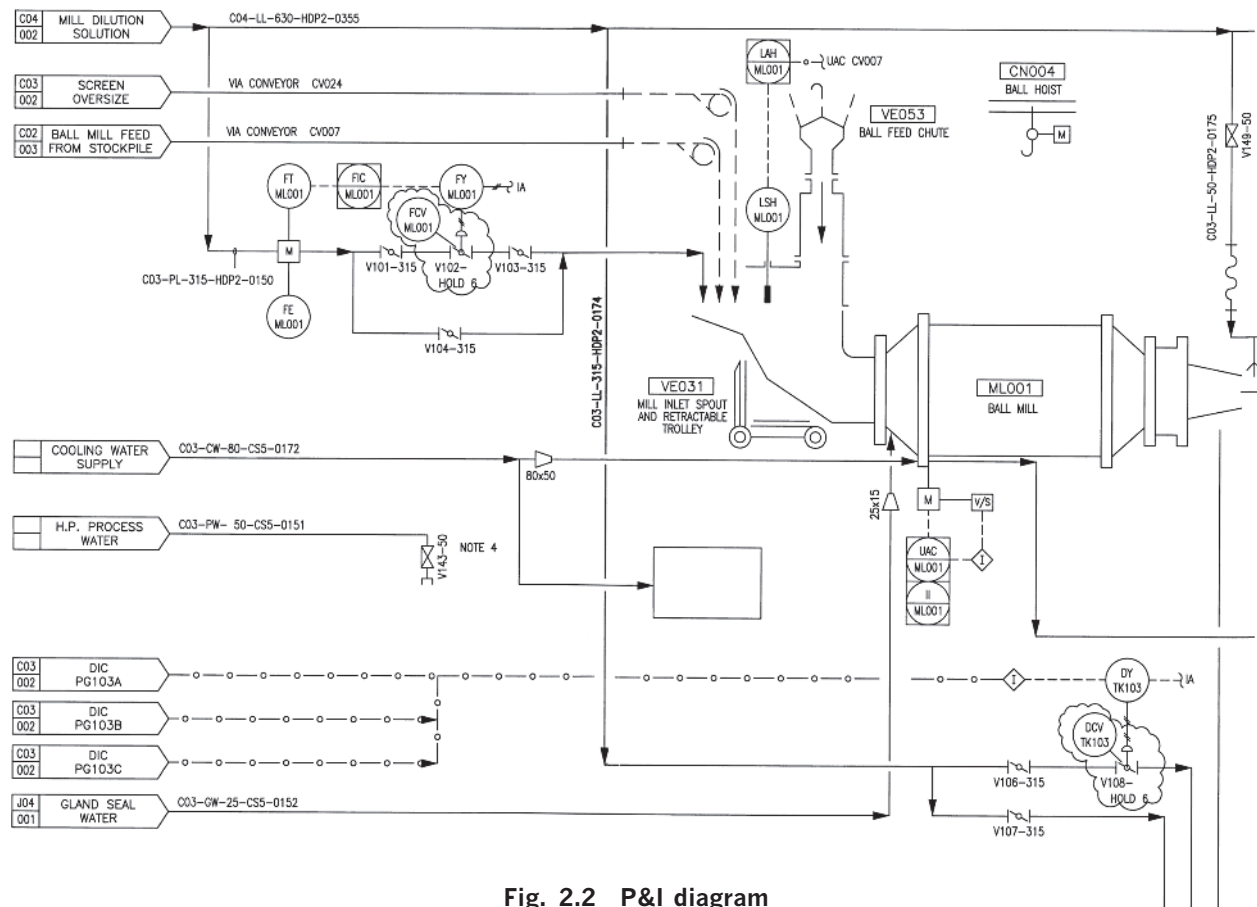 C04
002
MILL DILUTION
SOLUTION
C04-LL-630-HDP2-0355
C03
002
SCREEN
OVERSIZE
VIA CONVEYOR CV024
C02
003
BALL MILL FEED
FROM STOCKPILE
VIA CONVEYOR CV007
LAH
ML001
UAC CV007
VE053
BALL FEED CHUTE
CN004
BALL HOIST
M
C03-LL-50-HDP2-0175
V149-50
FT
ML001
FIC
ML001
FY
ML001
IA
FCV
ML001
LSH
ML001
M
V101-315
V102-
HOLD 6
V103-315
C03-PL-315-HDP2-0150
FE
ML001
V104-315
C03-LL-315-HDP2-0174
VE031
MILL INLET SPOUT
AND RETRACTABLE
TROLLEY
ML001
BALL MILL
COOLING WATER
SUPPLY
C03-CW-80-CS5-0172
80x50
25x15
M
V/S
H.P. PROCESS
WATER
C03-PW- 50-CS5-0151
V143-50
NOTE 4
UAC
ML001
I
II
ML001
C03
002
DIC
PG103A
I
DY
TK103
IA
C03
002
DIC
PG103B
C03
002
DIC
PG103C
DCV
TK103
V106-315
V108-
HOLD 6
J04
001
GLAND SEAL
WATER
C03-GW-25-CS5-0152
V107-315
Fig. 2.2 P&I diagram